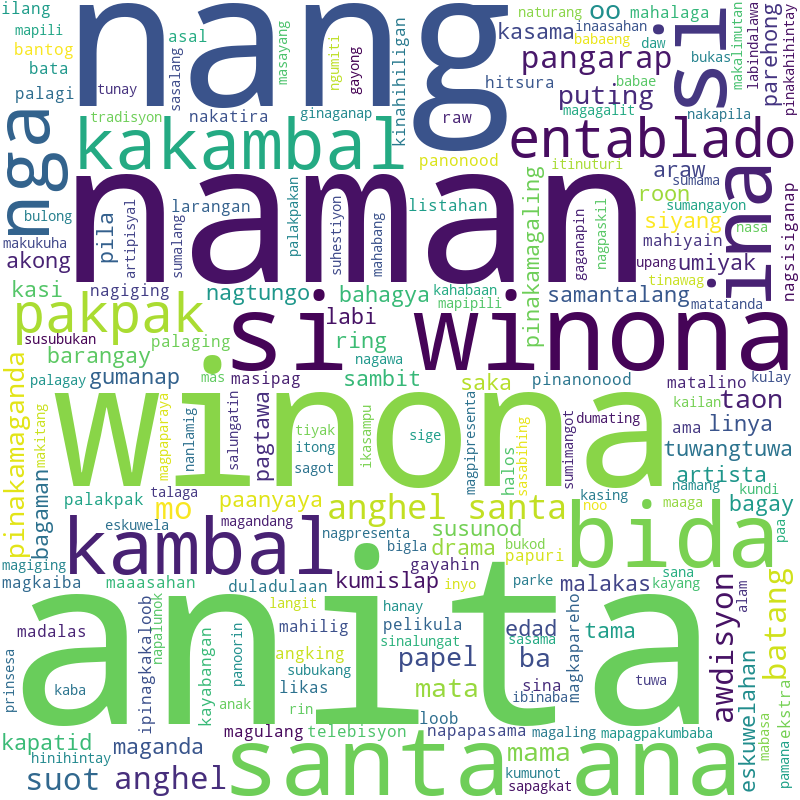 ilang
mapili
bantog
bata
palagi
asal
tunay
tradisyon
sasalang
nakatira
nang
masayang
ngumiti
gayong
ginaganap
kinahihiligan
raw
naturang
oo
kasama
inaasahan
babaeng
daw
mahalaga
pangarap
hitsura
babae
puting
magagalit
si
bukas
nakapila
makalimutan
labindalawa
parehong
pinakahihintay
nga
kakambal
panonood
entablado
itinuturi
araw
sumama
roon
sumangayon
siyang
nasa
mahiyain
ina
nagsisiganap
bulong
makukuha
akong
pila
artipisyal
larangan
sumalang
naman
palakpakan
suhestiyon
mahabang
listahan
pinakamagaling
gaganapin
nagpaskil
upang
umiyak
tinawag
matatanda
kasi
nagiging
nagtungo
bahagya
kahabaan
mapipili
samantalang
pakpak
susubukan
barangay
palaging
si winona
labi
ring
nagawa
palagay
gumanap
mas
masipag
sambit
saka
pinanonood
matalino
kulay
pinakamaganda
makitang
bagaman
winona
magpaparaya
nanlamig
salungatin
pagtawa
tiyak
itong
sagot
ikasampu
sige
magpipresenta
sasabihing
halos
sumimangot
dumating
ama
kailan
taon
linya
tuwangtuwa
artista
palakpak
talaga
mo
paanyaya
anghel santa
noo
kasing
namang
maaga
kundi
bagay
paa
eskuwela
magandang
nagpresenta
susunod
bida
magiging
magkaiba
maaasahan
kambal
bigla
drama
bukod
papuri
gayahin
kumislap
duladulaan
inyo
parke
malakas
sana
kayang
alam
batang
madalas
napalunok
ipinagkakaloob
anita
langit
mahilig
hanay
pelikula
sinalungat
edad
sasama
magkapareho
tama
awdisyon
prinsesa
kaba
kayabangan
panoorin
angking
subukang
likas
papel
ba
mata
sina
ibinaba
tuwa
anak
rin
loob
kapatid
hinihintay
maganda
magulang
telebisyon
napapasama
magaling
mapagpakumbaba
eskuwelahan
mabasa
pamana
ekstra
suot
anghel
santa
mama
kumunot
sapagkat
ana